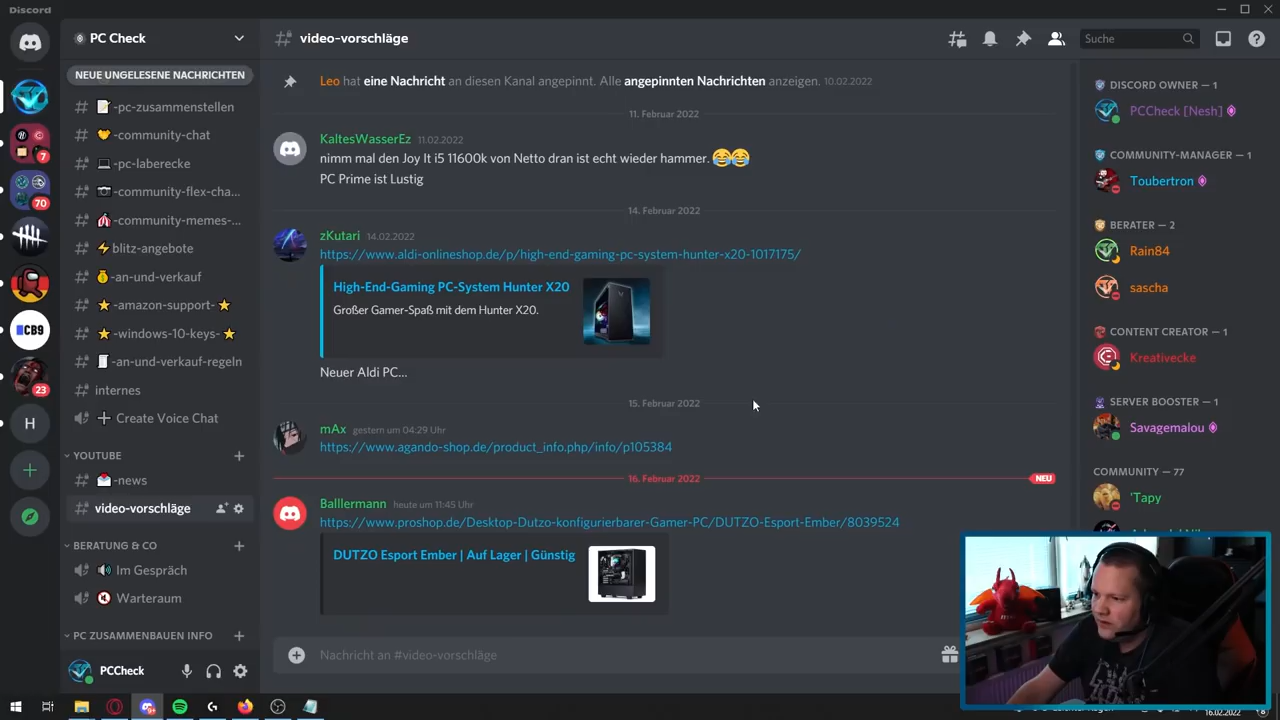 Discord
PC Check
NEUE UNGELESENE NACHRICHTEN
-pc-zusammenstellen
-community-chat
-pc-laberecke
-community-flex-cha...
-community-memes-...
blitz-angebote
-an-und-verkauf
-amazon-support-
-windows-10-keys-
-an-und-verkauf-regeln
internes
Create Voice Chat
YOUTUBE
-news
video-vorschläge
BERATUNG & CO
Im Gespräch
Warteraum
PC ZUSAMMENBAUEN INFO
PCCheck
7
70
CB9
23
H
video-vorschläge
Suche
Leo hat eine Nachricht an diesen Kanal angepinnt. Alle angepinnten Nachrichten anzeigen. 10.02.2022
11. Februar 2022
KaltesWasserEz 11.02.2022
nimm mal den Joy It i5 11600k von Netto dran ist echt wieder hammer. 😂😂
PC Prime ist Lustig
14. Februar 2022
zKutari 14.02.2022
https://www.aldi-onlineshop.de/p/high-end-gaming-pc-system-hunter-x20-1017175/
High-End-Gaming PC-System Hunter X20
Großer Gamer-Spaß mit dem Hunter X20.
Neuer Aldi PC...
15. Februar 2022
mAx gestern um 04:29 Uhr
https://www.agando-shop.de/product_info.php/info/p105384
16. Februar 2022 NEU
Balllermann heute um 11:45 Uhr
https://www.proshop.de/Desktop-Dutzo-konfigurierbarer-Gamer-PC/DUTZO-Esport-Ember/8039524
DUTZO Esport Ember | Auf Lager | Günstig
Nachricht an #video-vorschläge
DISCORD OWNER — 1
PCCheck [Nesh]
COMMUNITY-MANAGER — 1
Toubertron
BERATER — 2
Rain84
sascha
CONTENT CREATOR — 1
Kreativecke
SERVER BOOSTER — 1
Savagemalou
COMMUNITY — 77
'Tapy
16.02.2022